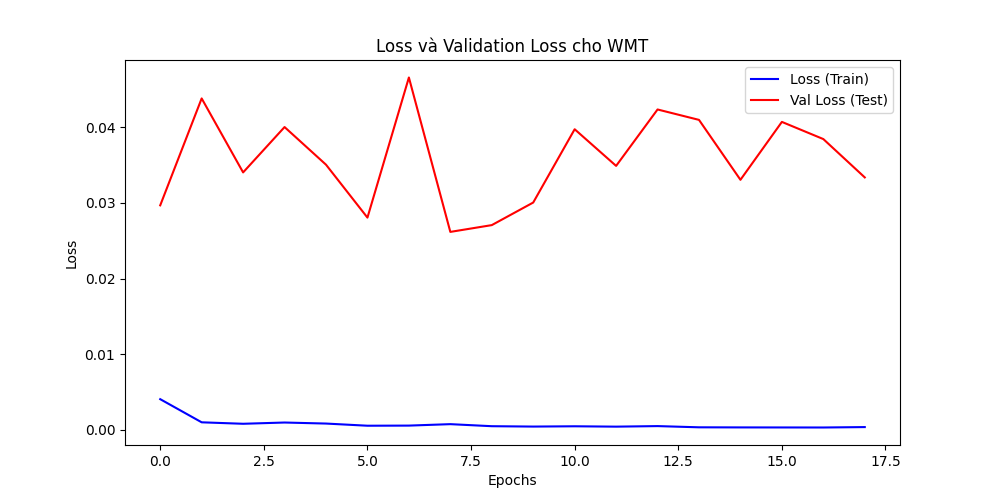 Loss và Validation Loss cho WMT
Loss (Train)
Val Loss (Test)
0.04
0.03
0.02
0.01
0.00
Loss
0.0 2.5 5.0 7.5 10.0 12.5 15.0 17.5
Epochs